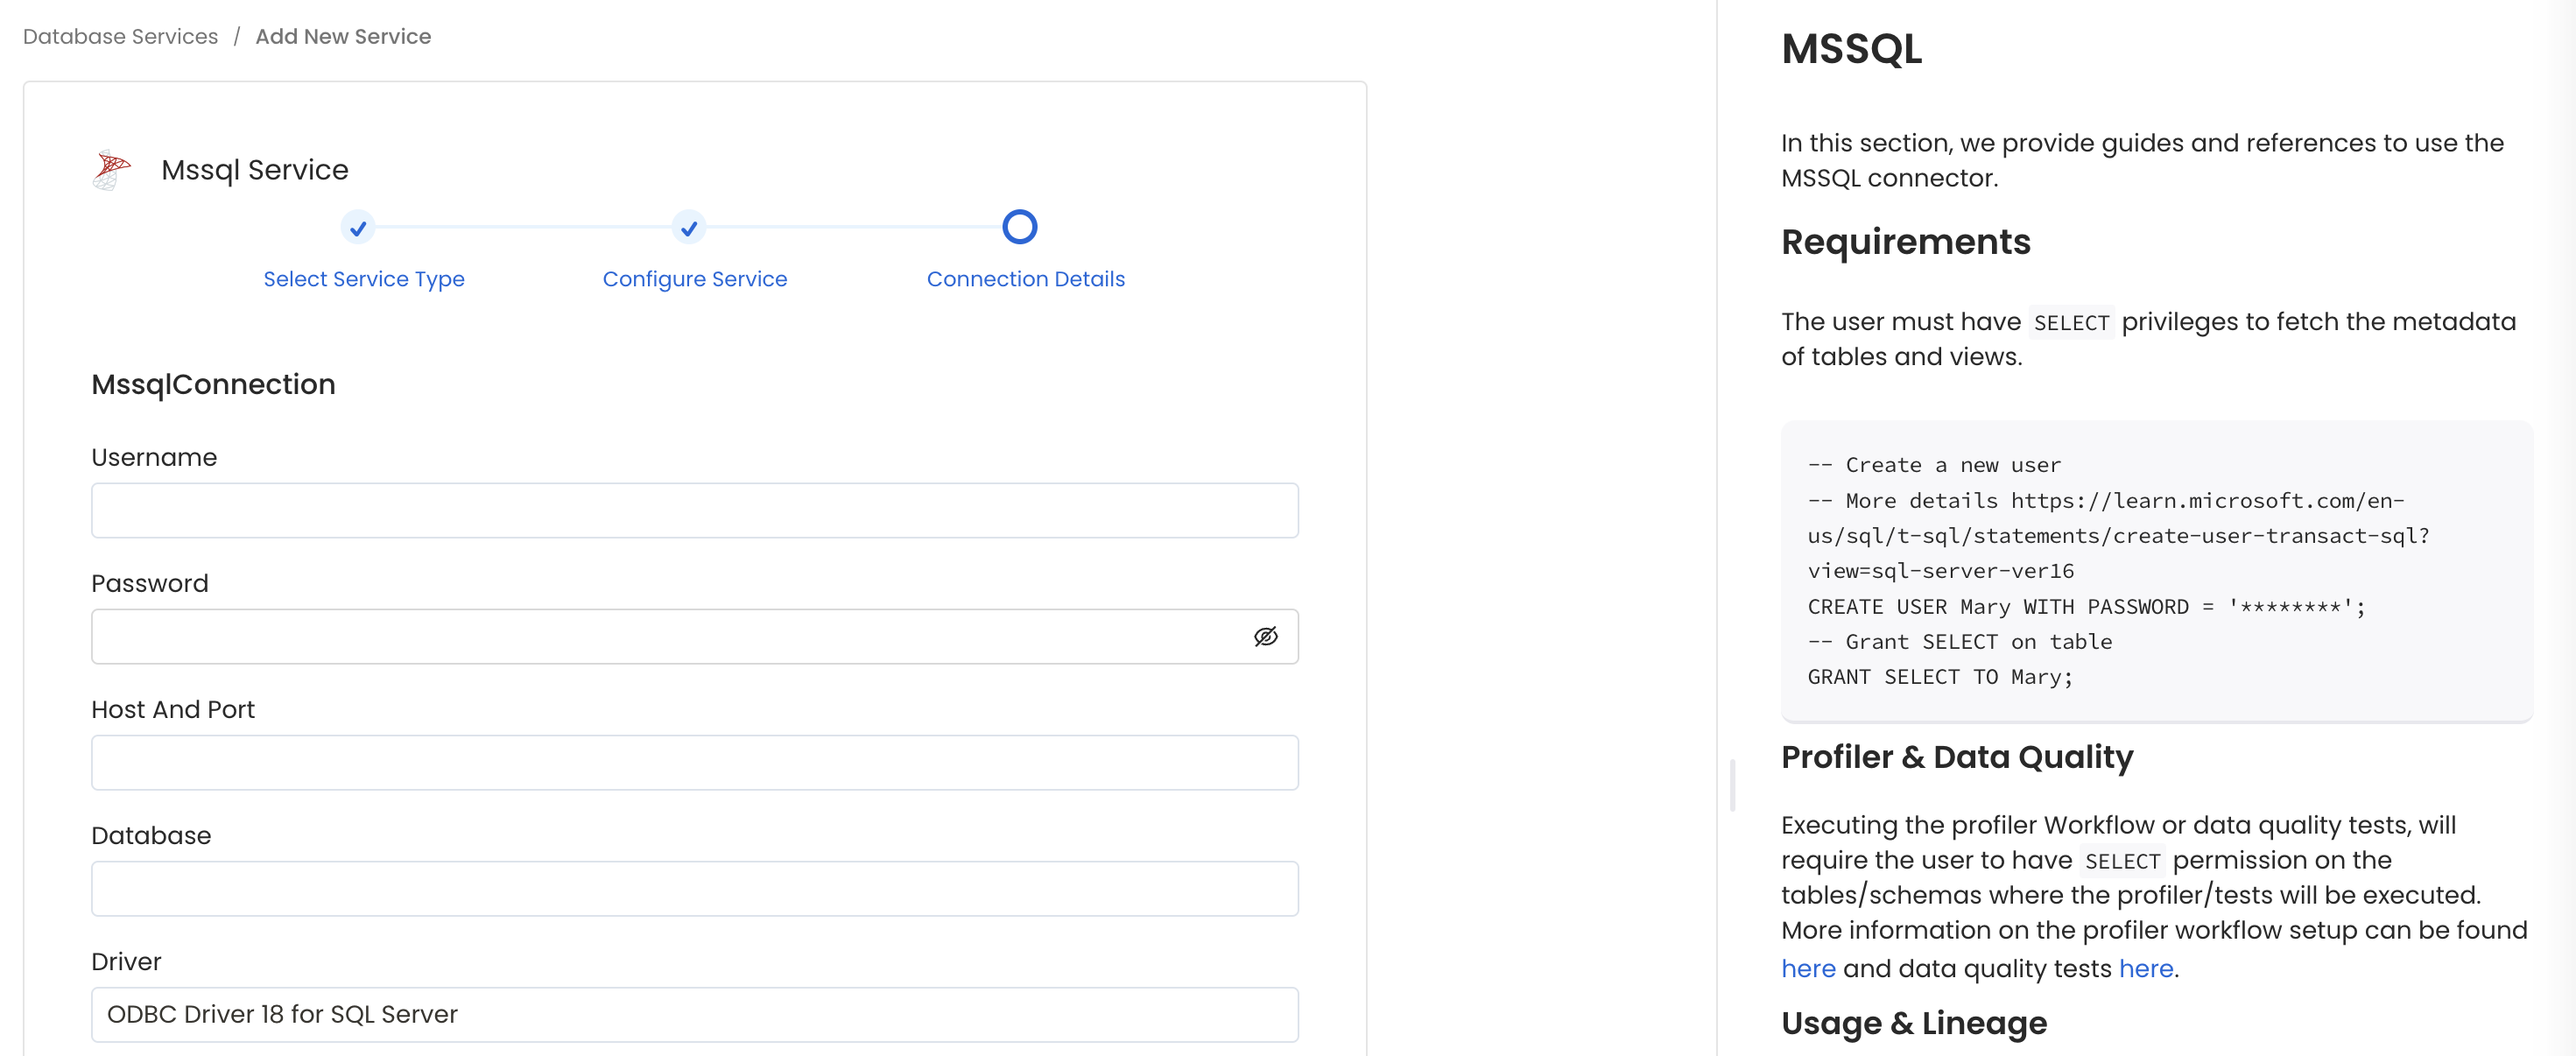 Database Services / Add New Service
Mssql Service
Select Service Type
Configure Service
Connection Details
MssqlConnection
Username
Password
Host And Port
Database
Driver
ODBC Driver 18 for SQL Server
MSSQL
In this section, we provide guides and references to use the
MSSQL connector.
Requirements
The user must have SELECT privileges to fetch the metadata
of tables and views.
-- Create a new user
-- More details https://learn.microsoft.com/en-
us/sql/t-sql/statements/create-user-transact-sql?
view=sql-server-ver16
CREATE USER Mary WITH PASSWORD = '********';
-- Grant SELECT on table
GRANT SELECT TO Mary;
Profiler & Data Quality
Executing the profiler Workflow or data quality tests, will
require the user to have SELECT permission on the
tables/schemas where the profiler/tests will be executed.
More information on the profiler workflow setup can be found
here and data quality tests here.
Usage & Lineage